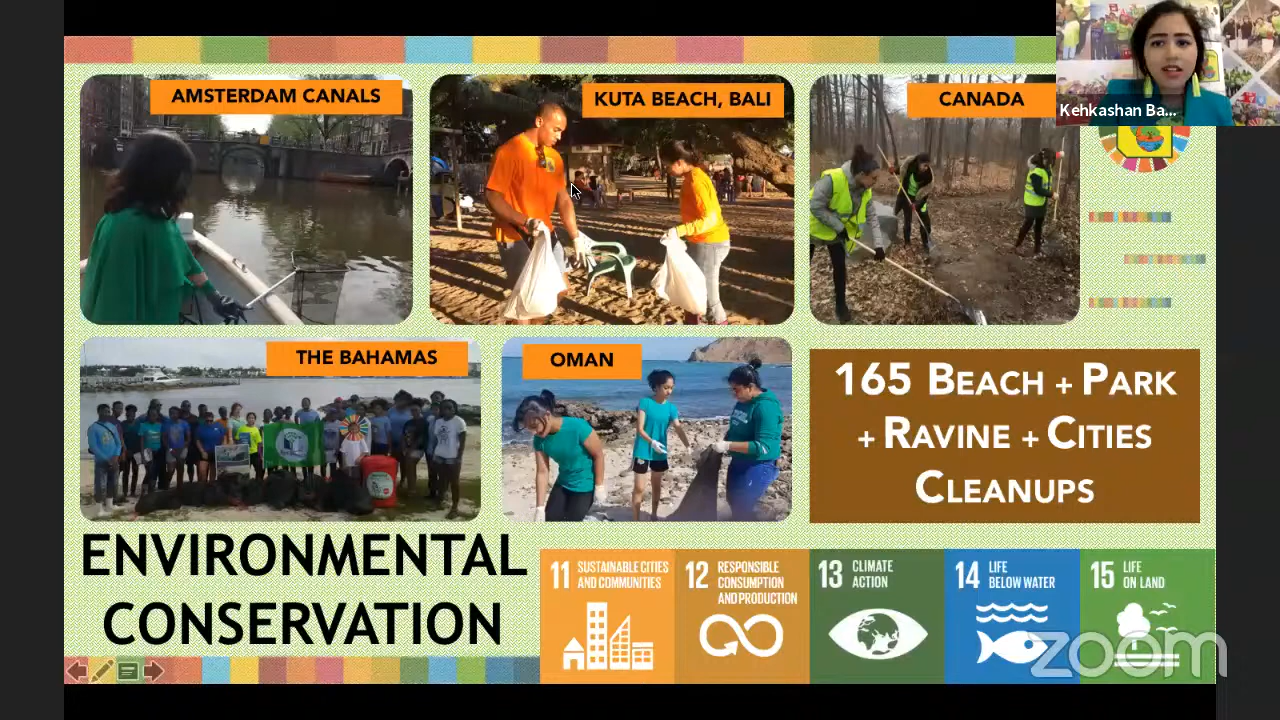 AMSTERDAM CANALS
KUTA BEACH, BALI
CANADA
Kehkashan Ba...
THE BAHAMAS
OMAN
165 BEACH + PARK
+ RAVINE + CITIES
CLEANUPS
ENVIRONMENTAL
CONSERVATION
11 SUSTAINABLE CITIES
AND COMMUNITIES
12 RESPONSIBLE
CONSUMPTION
AND PRODUCTION
13 CLIMATE
ACTION
14 LIFE
BELOW WATER
15 LIFE
ON LAND
zoom